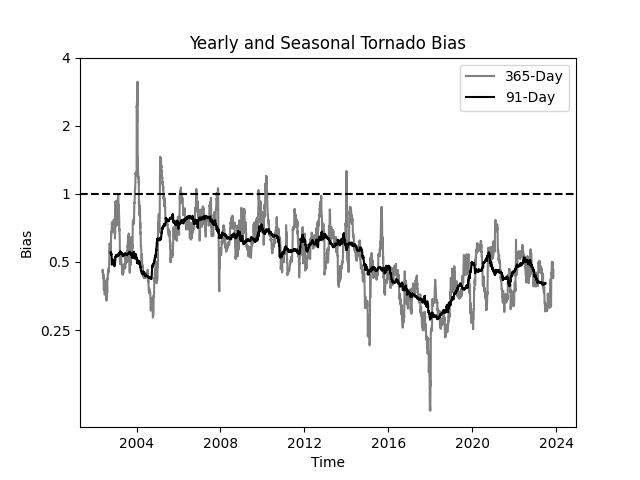 Yearly and Seasonal Tornado Bias
365-Day
91-Day
4
2
1
0.5
0.25
Bias
2004 2008 2012 2016 2020 2024
Time